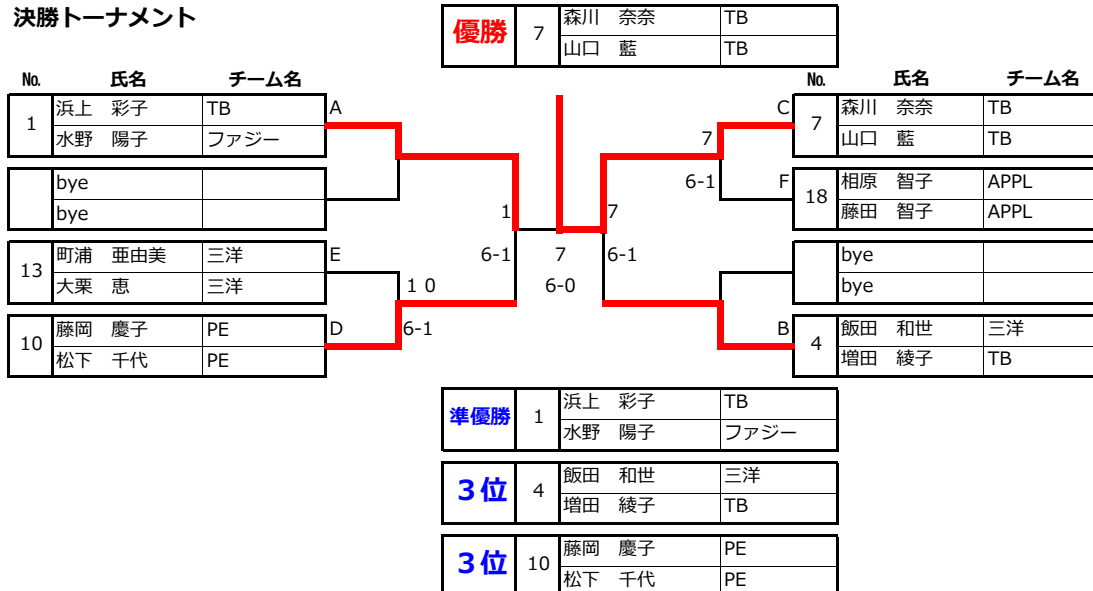 決勝トーナメント
優勝 7 森川 奈奈 TB
山口 藍 TB
No. 氏名 チーム名
1 浜上 彩子 TB A
水野 陽子 ファジー
bye
bye
13 町浦 亜由美 三洋 E
大栗 恵 三洋
10 藤岡 慶子 PE D
松下 千代 PE
1
6-1
10
6-1
7
6-0
7
6-1
7
6-1
No. 氏名 チーム名
C 7 森川 奈奈 TB
山口 藍 TB
F 18 相原 智子 APPL
藤田 智子 APPL
bye
bye
B 4 飯田 和世 三洋
増田 綾子 TB
準優勝 1 浜上 彩子 TB
水野 陽子 ファジー
3位 4 飯田 和世 三洋
増田 綾子 TB
3位 10 藤岡 慶子 PE
松下 千代 PE